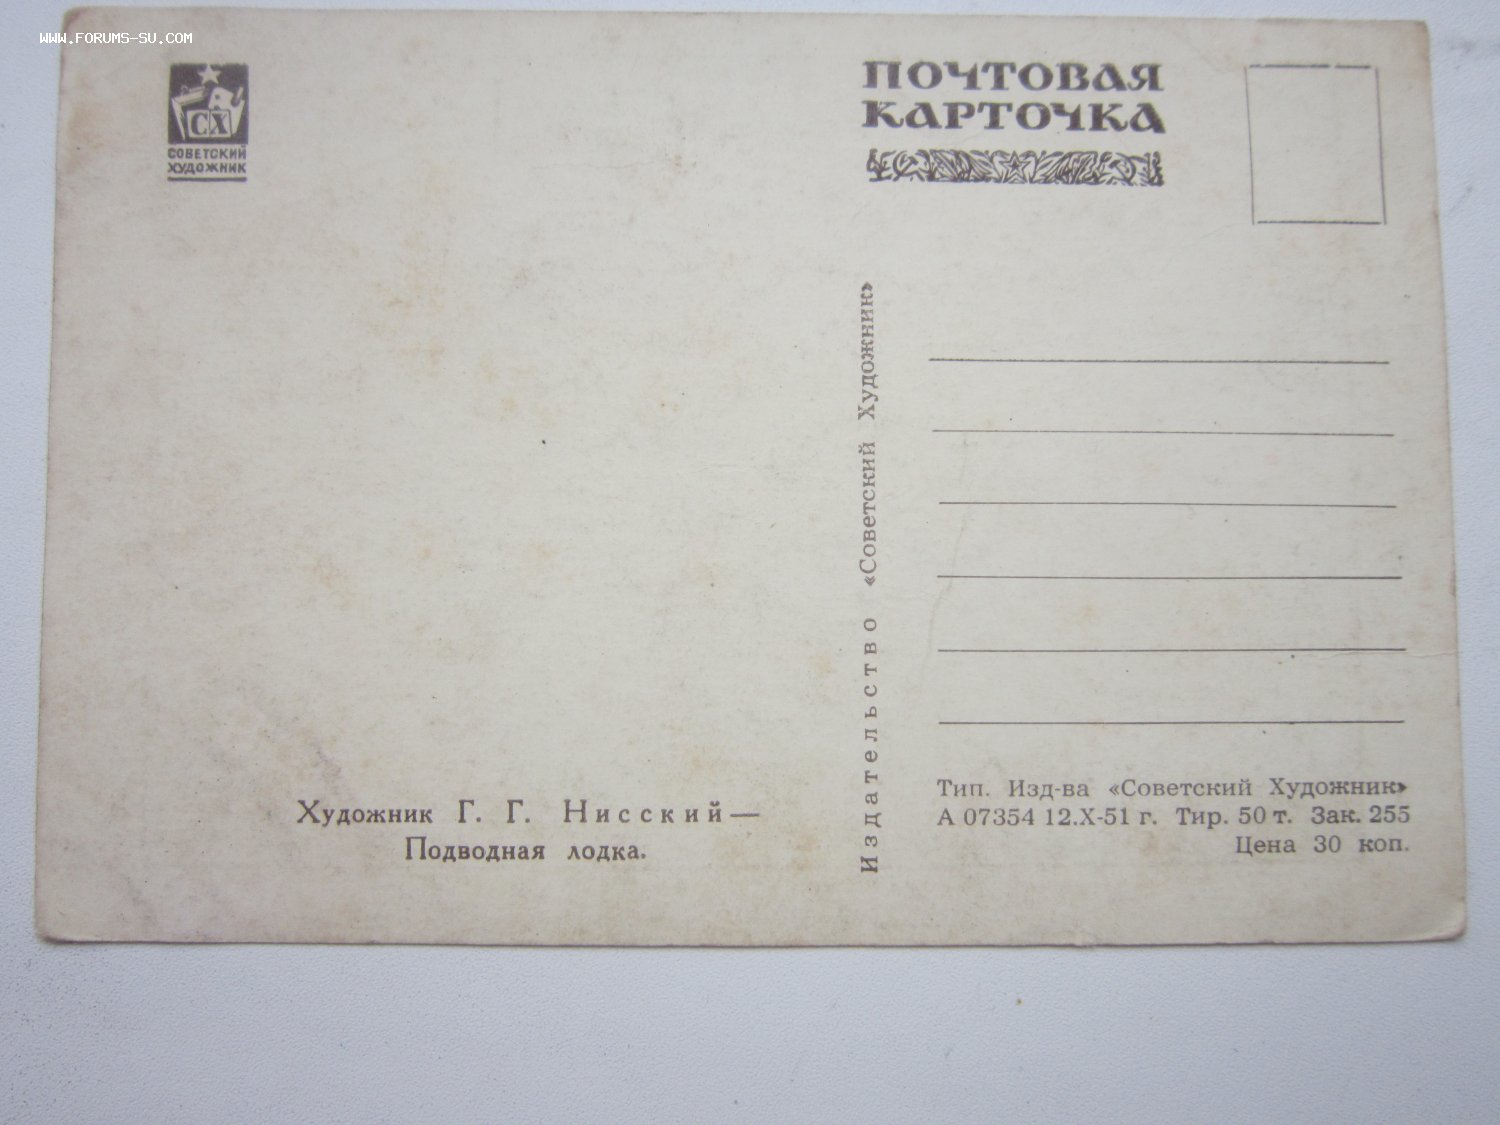 WWW.FORUMS-SU.COM
СХ
СОВЕТСКИЙ
ХУДОЖНИК
ПОЧТОВАЯ
КАРТОЧКА
Издательство «Советский Художник»
Художник Г. Г. Нисский —
Подводная лодка.
Тип. Изд-ва «Советский Художник»
А 07354 12.X-51 г. Тир. 50 т. Зак. 255
Цена 30 коп.